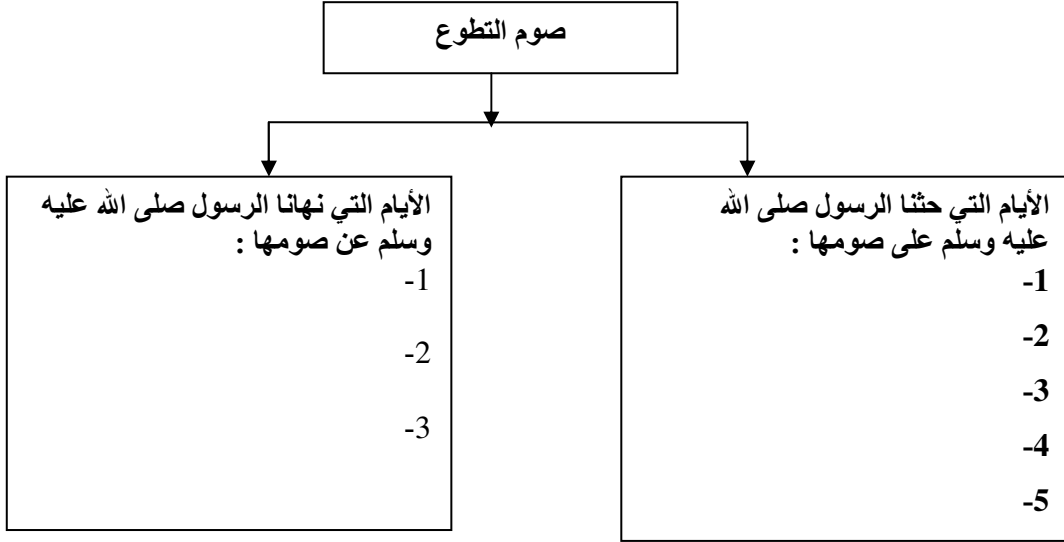 صوم التطوع
الأيام التي حثنا الرسول صلى الله
عليه وسلم على صومها :
1-
2-
3-
4-
5-
الأيام التي نهانا الرسول صلى الله عليه
وسلم عن صومها :
1-
2-
3-